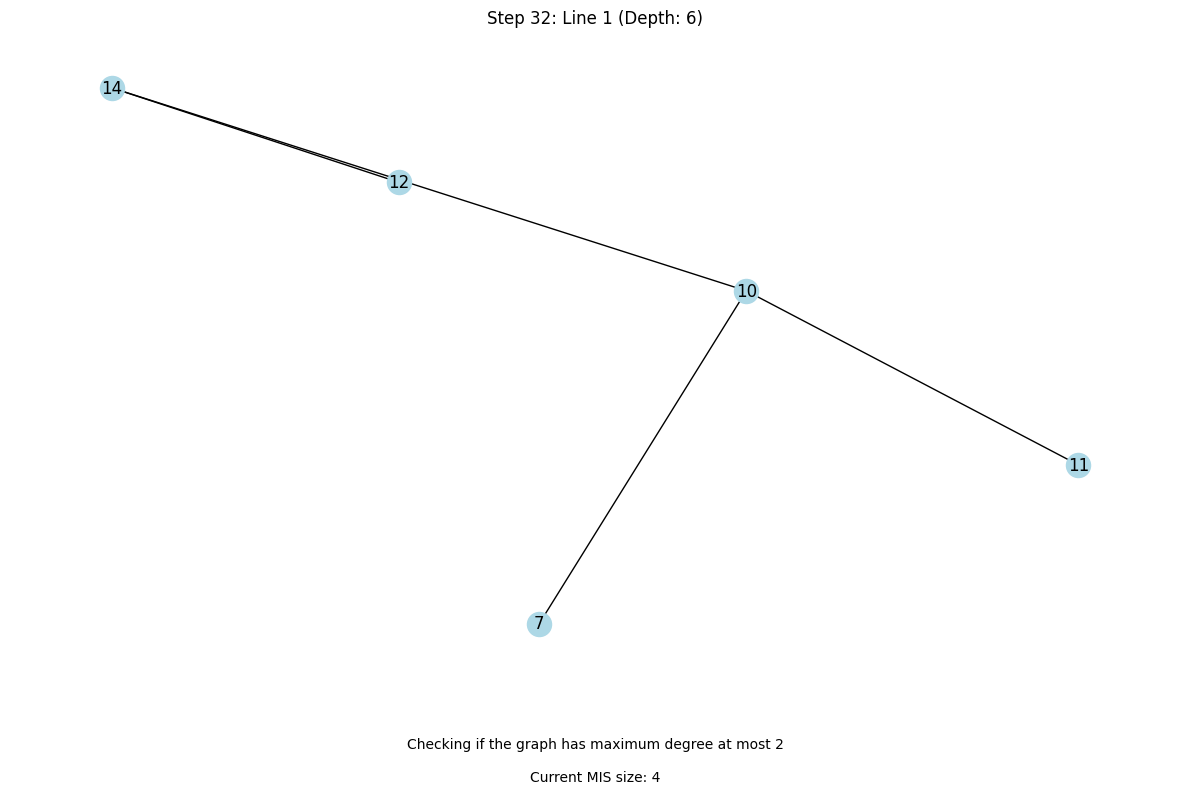 Step 32: Line 1 (Depth: 6)
14
12
10
11
7
Checking if the graph has maximum degree at most 2
Current MIS size: 4